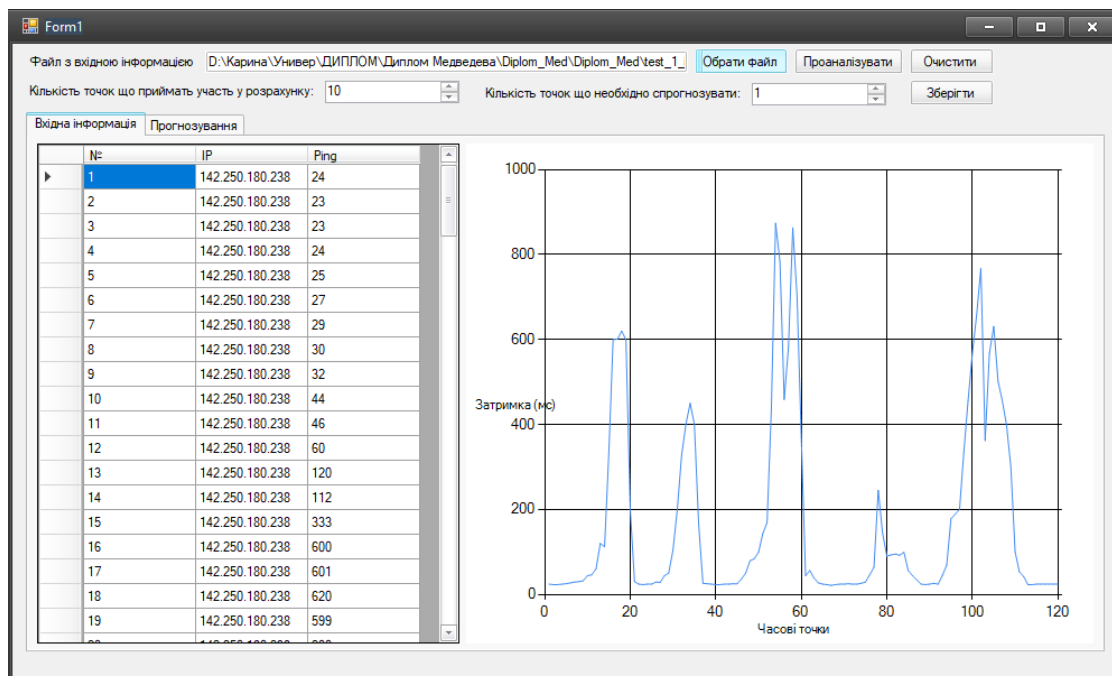 Form1
Файл з вхідною інформацією D:\Карина\Универ\ДИПЛОМ\Диплом Медведева\Diplom_Med\Diplom_Med\test_1_ Обрати файл Проаналізувати Очистити
Кількість точок що приймать участь у розрахунку: 10 Кількість точок що необхідно спрогнозувати: 1 Зберігти
Вхідна інформація Прогнозування
№ IP Ping
1 142.250.180.238 24
2 142.250.180.238 23
3 142.250.180.238 23
4 142.250.180.238 24
5 142.250.180.238 25
6 142.250.180.238 27
7 142.250.180.238 29
8 142.250.180.238 30
9 142.250.180.238 32
10 142.250.180.238 44
11 142.250.180.238 46
12 142.250.180.238 60
13 142.250.180.238 120
14 142.250.180.238 112
15 142.250.180.238 333
16 142.250.180.238 600
17 142.250.180.238 601
18 142.250.180.238 620
19 142.250.180.238 599
1000
800
600
Затримка (мс)
400
200
0
0 20 40 60 80 100 120
Часові точки